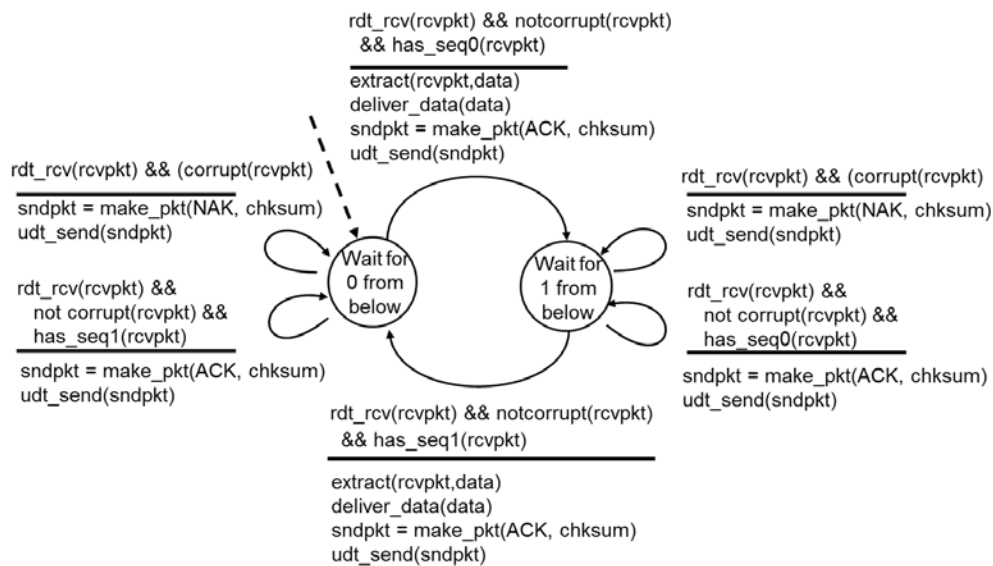 rdt_rcv(rcvpkt) && notcorrupt(rcvpkt)
&& has_seq0(rcvpkt)
extract(rcvpkt,data)
deliver_data(data)
sndpkt = make_pkt(ACK, chksum)
udt_send(sndpkt)
rdt_rcv(rcvpkt) && (corrupt(rcvpkt)
sndpkt = make_pkt(NAK, chksum)
udt_send(sndpkt)
rdt_rcv(rcvpkt) &&
not corrupt(rcvpkt) &&
has_seq1(rcvpkt)
sndpkt = make_pkt(ACK, chksum)
udt_send(sndpkt)
Wait for
0 from
below
Wait for
1 from
below
rdt_rcv(rcvpkt) && (corrupt(rcvpkt)
sndpkt = make_pkt(NAK, chksum)
udt_send(sndpkt)
rdt_rcv(rcvpkt) &&
not corrupt(rcvpkt) &&
has_seq0(rcvpkt)
sndpkt = make_pkt(ACK, chksum)
udt_send(sndpkt)
rdt_rcv(rcvpkt) && notcorrupt(rcvpkt)
&& has_seq1(rcvpkt)
extract(rcvpkt,data)
deliver_data(data)
sndpkt = make_pkt(ACK, chksum)
udt_send(sndpkt)